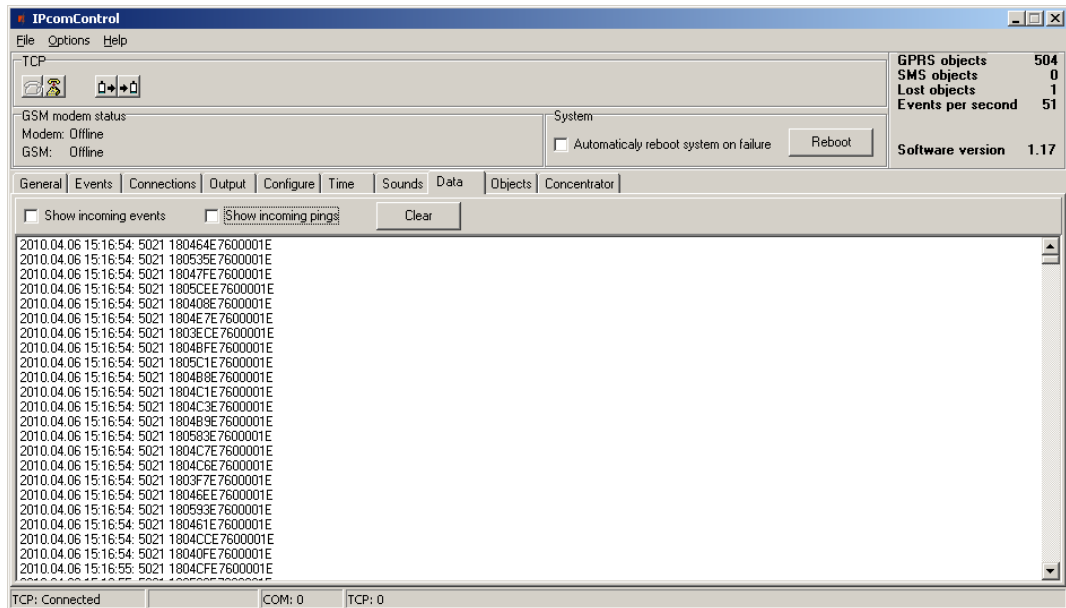 IPcomControl
File Options Help
TCP
GPRS objects 504
SMS objects 0
Lost objects 1
Events per second 51
GSM modem status
Modem: Offline
GSM: Offline
System
Automaticaly reboot system on failure
Reboot
Software version 1.17
General Events Connections Output Configure Time Sounds Data Objects Concentrator
Show incoming events Show incoming pings Clear
2010.04.06 15:16:54: 5021 180464E7600001E
2010.04.06 15:16:54: 5021 180535E7600001E
2010.04.06 15:16:54: 5021 18047FE7600001E
2010.04.06 15:16:54: 5021 1805CEE7600001E
2010.04.06 15:16:54: 5021 180408E7600001E
2010.04.06 15:16:54: 5021 1804E7E7600001E
2010.04.06 15:16:54: 5021 1803ECE7600001E
2010.04.06 15:16:54: 5021 1804BFE7600001E
2010.04.06 15:16:54: 5021 1805C1E7600001E
2010.04.06 15:16:54: 5021 1804B8E7600001E
2010.04.06 15:16:54: 5021 1804C1E7600001E
2010.04.06 15:16:54: 5021 1804C3E7600001E
2010.04.06 15:16:54: 5021 1804B9E7600001E
2010.04.06 15:16:54: 5021 180583E7600001E
2010.04.06 15:16:54: 5021 1804C7E7600001E
2010.04.06 15:16:54: 5021 1804C6E7600001E
2010.04.06 15:16:54: 5021 1803F7E7600001E
2010.04.06 15:16:54: 5021 18046EE7600001E
2010.04.06 15:16:54: 5021 180593E7600001E
2010.04.06 15:16:54: 5021 180461E7600001E
2010.04.06 15:16:54: 5021 1804CCE7600001E
2010.04.06 15:16:54: 5021 18040FE7600001E
2010.04.06 15:16:55: 5021 1804CFE7600001E
TCP: Connected COM: 0 TCP: 0